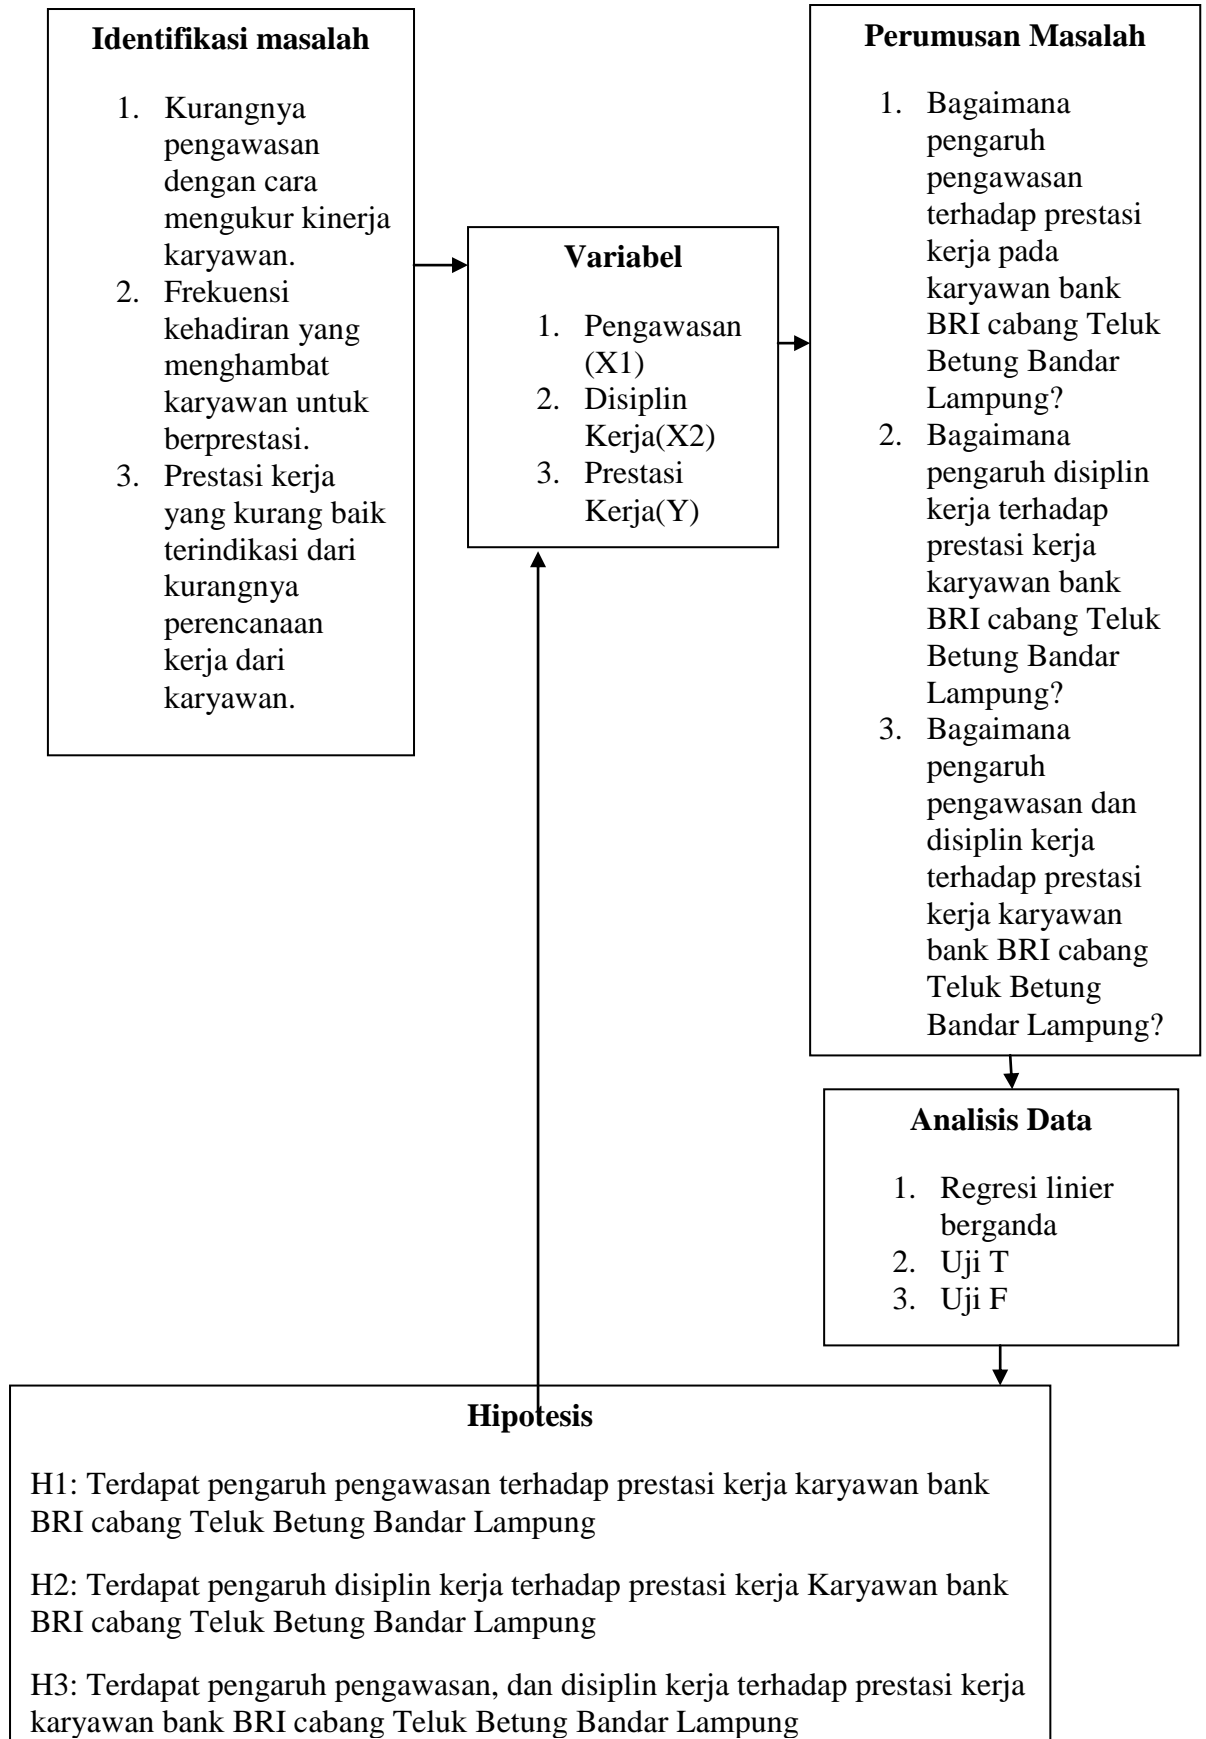 Identifikasi masalah
1. Kurangnya
pengawasan
dengan cara
mengukur kinerja
karyawan.
2. Frekuensi
kehadiran yang
menghambat
karyawan untuk
berprestasi.
3. Prestasi kerja
yang kurang baik
terindikasi dari
kurangnya
perencanaan
kerja dari
karyawan.
Variabel
1. Pengawasan
(X1)
2. Disiplin
Kerja(X2)
3. Prestasi
Kerja(Y)
Perumusan Masalah
1. Bagaimana
pengaruh
pengawasan
terhadap prestasi
kerja pada
karyawan bank
BRI cabang Teluk
Betung Bandar
Lampung?
2. Bagaimana
pengaruh disiplin
kerja terhadap
prestasi kerja
karyawan bank
BRI cabang Teluk
Betung Bandar
Lampung?
3. Bagaimana
pengaruh
pengawasan dan
disiplin kerja
terhadap prestasi
kerja karyawan
bank BRI cabang
Teluk Betung
Bandar Lampung?
Analisis Data
1. Regresi linier
berganda
2. Uji T
3. Uji F
Hipotesis
H1: Terdapat pengaruh pengawasan terhadap prestasi kerja karyawan bank
BRI cabang Teluk Betung Bandar Lampung
H2: Terdapat pengaruh disiplin kerja terhadap prestasi kerja Karyawan bank
BRI cabang Teluk Betung Bandar Lampung
H3: Terdapat pengaruh pengawasan, dan disiplin kerja terhadap prestasi kerja
karyawan bank BRI cabang Teluk Betung Bandar Lampung